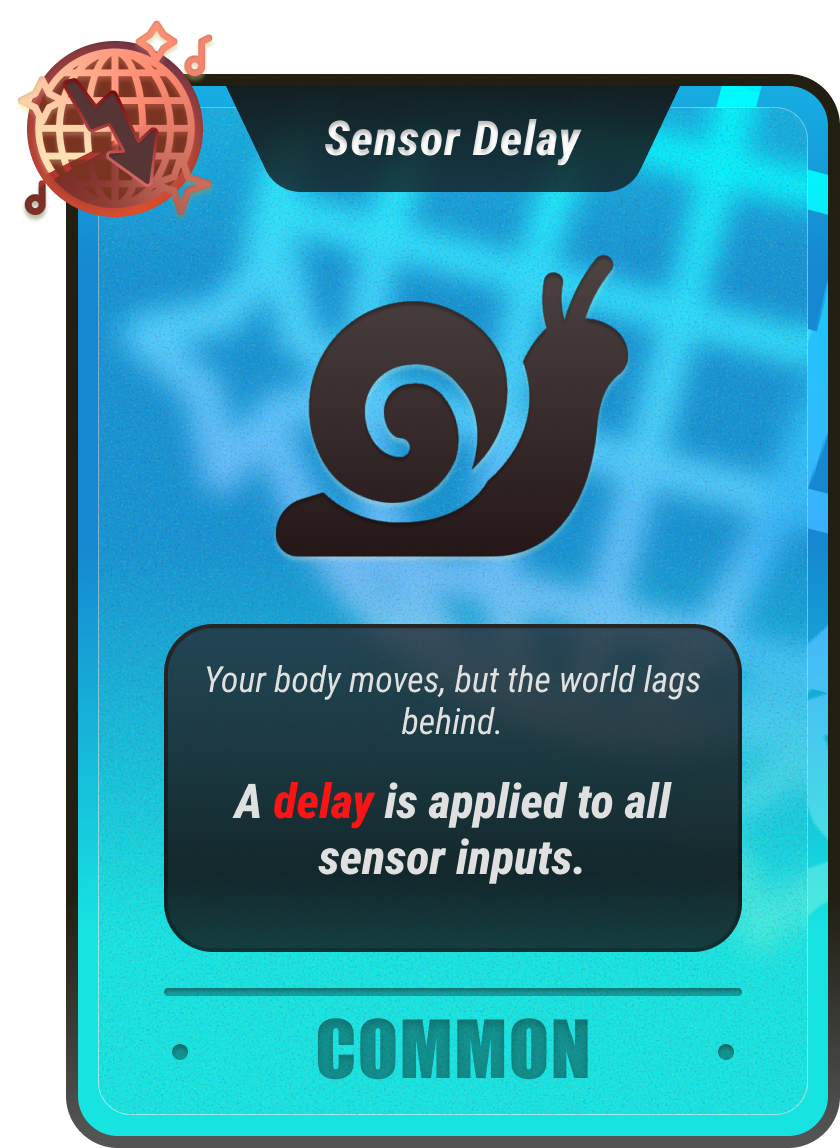 Sensor Delay
Your body moves, but the world lags
behind.
A delay is applied to all
sensor inputs.
COMMON